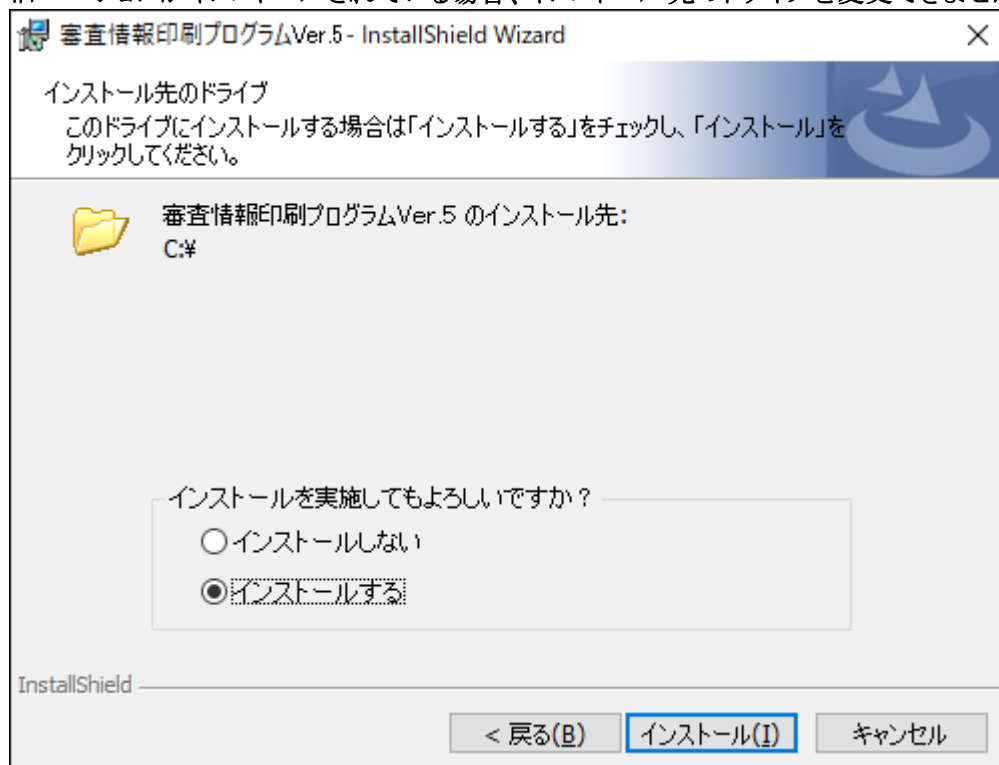 審査情報印刷プログラムVer.5 - InstallShield Wizard
インストール先のドライブ
このドライブにインストールする場合は「インストールする」をチェックし、「インストール」を
クリックしてください。
審査情報印刷プログラムVer.5 のインストール先:
C:¥
インストールを実施してもよろしいですか？
インストールしない
インストールする
InstallShield
< 戻る(B)
インストール(I)
キャンセル